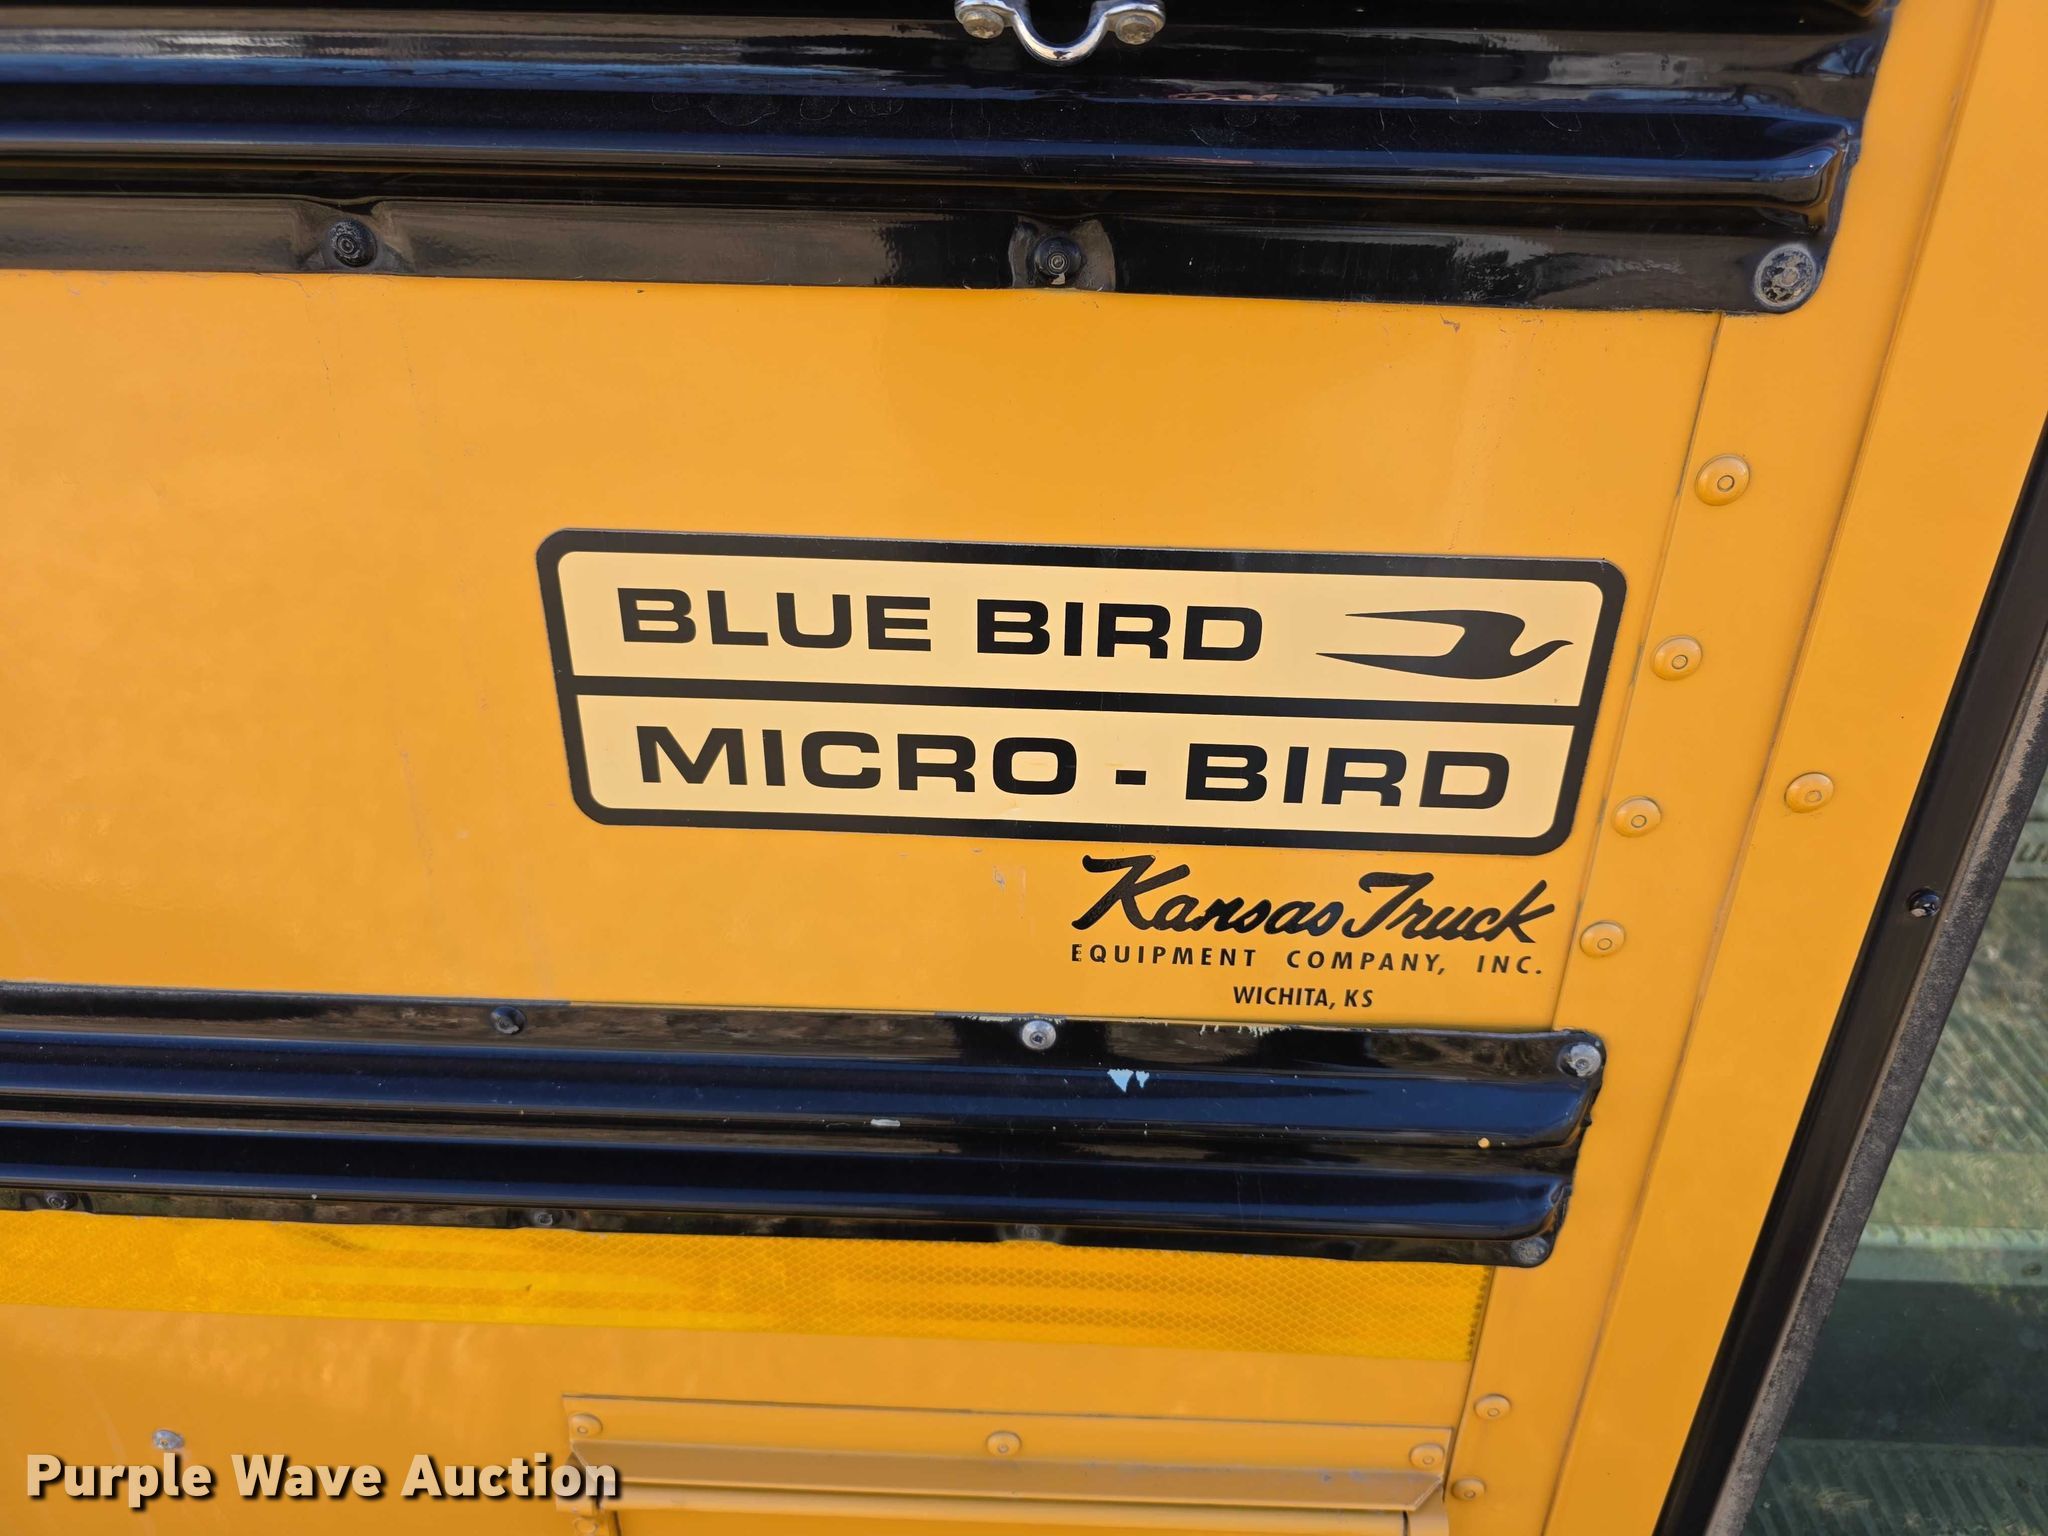 BLUE BIRD
MICRO - BIRD
Kansas Truck
EQUIPMENT COMPANY, INC.
WICHITA, KS
Purple Wave Auction